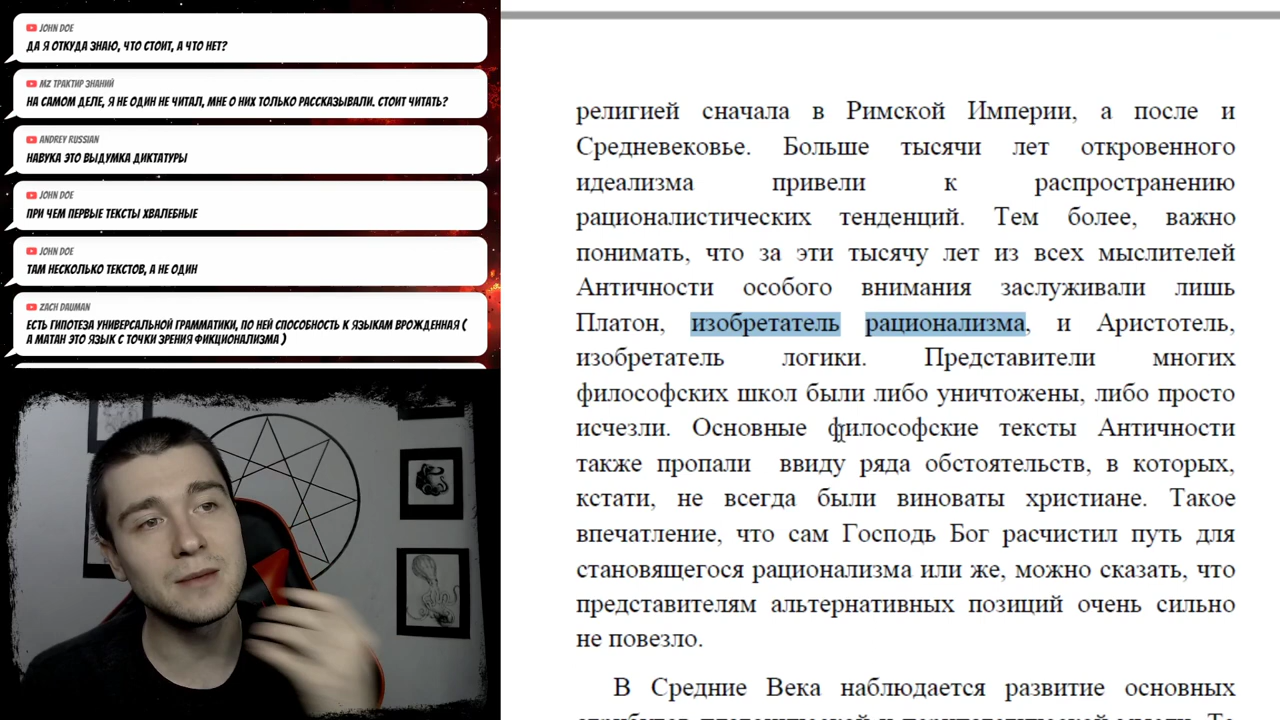 JOHN DOE
ДА Я ОТКУДА ЗНАЮ, ЧТО СТОИТ, А ЧТО НЕТ?
MZ ТРАКТИР ЗНАНИЙ
НА САМОМ ДЕЛЕ, Я НЕ ОДИН НЕ ЧИТАЛ, МНЕ О НИХ ТОЛЬКО РАССКАЗЫВАЛИ. СТОИТ ЧИТАТЬ?
ANDREY RUSSIAN
НАВУКА ЭТО ВЫДУМКА ДИКТАТУРЫ
JOHN DOE
ПРИ ЧЕМ ПЕРВЫЕ ТЕКСТЫ ХВАЛЕБНЫЕ
JOHN DOE
ТАМ НЕСКОЛЬКО ТЕКСТОВ, А НЕ ОДИН
ZACH DAUMAN
ЕСТЬ ГИПОТЕЗА УНИВЕРСАЛЬНОЙ ГРАММАТИКИ, ПО НЕЙ СПОСОБНОСТЬ К ЯЗЫКАМ ВРОЖДЕННАЯ (
А МАТАН ЭТО ЯЗЫК С ТОЧКИ ЗРЕНИЯ ФИКЦИОНАЛИЗМА )
религией сначала в Римской Империи, а после и
Средневековье. Больше тысячи лет откровенного
идеализма привели к распространению
рационалистических тенденций. Тем более, важно
понимать, что за эти тысячу лет из всех мыслителей
Античности особого внимания заслуживали лишь
Платон, изобретатель рационализма, и Аристотель,
изобретатель логики. Представители многих
философских школ были либо уничтожены, либо просто
исчезли. Основные философские тексты Античности
также пропали ввиду ряда обстоятельств, в которых,
кстати, не всегда были виноваты христиане. Такое
впечатление, что сам Господь Бог расчистил путь для
становящегося рационализма или же, можно сказать, что
представителям альтернативных позиций очень сильно
не повезло.
В Средние Века наблюдается развитие основных